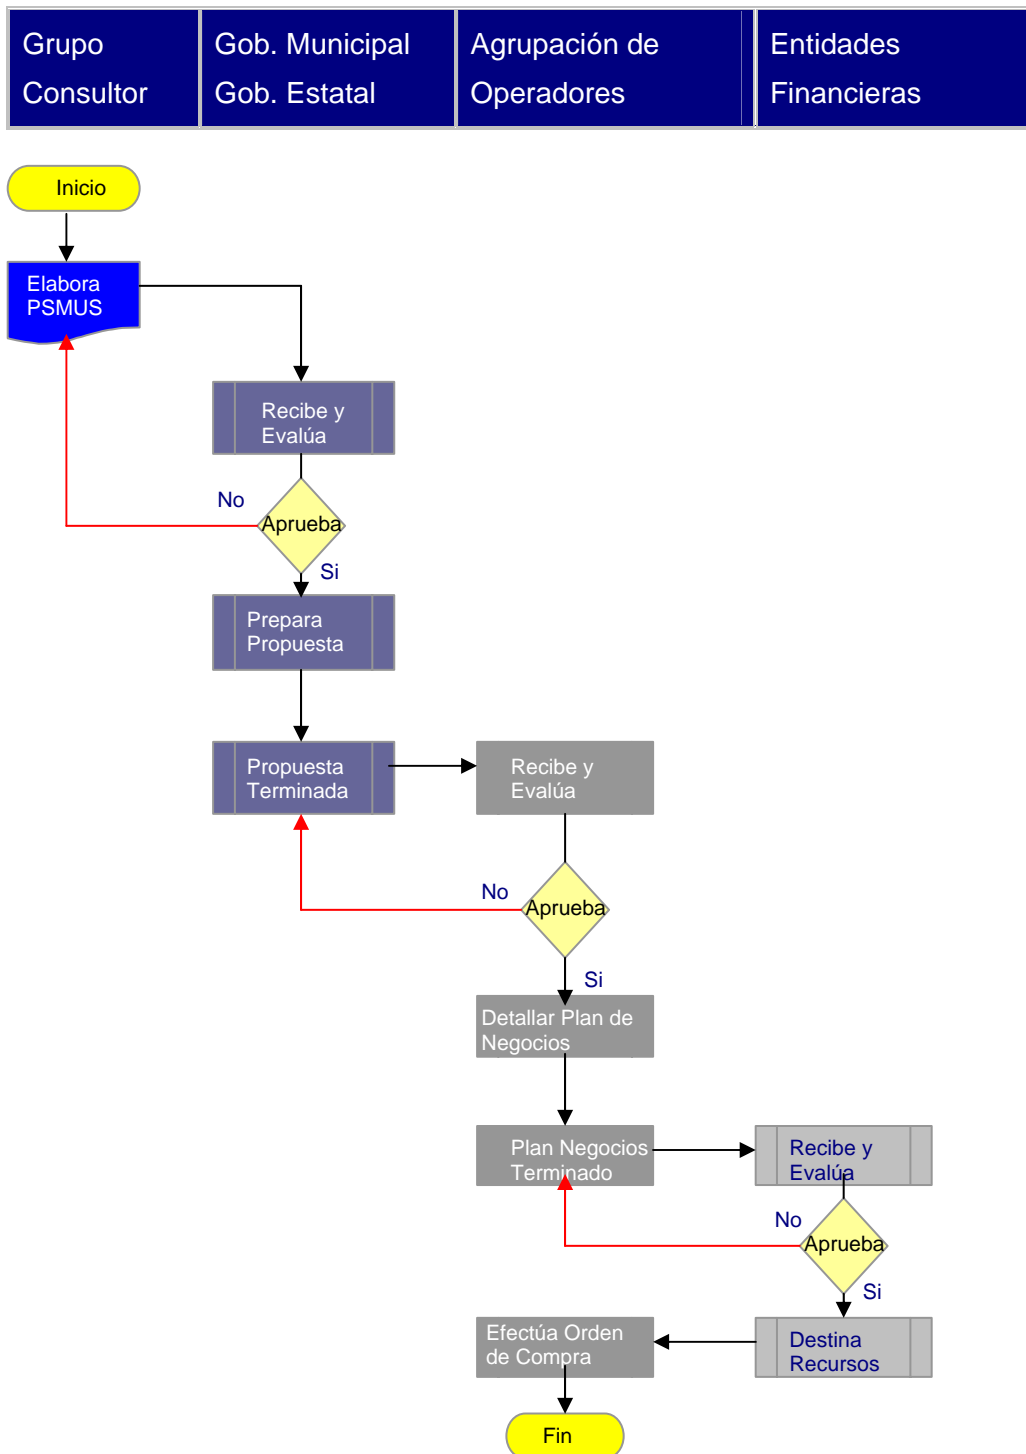 Grupo
Consultor
Gob. Municipal
Gob. Estatal
Agrupación de
Operadores
Entidades
Financieras
Inicio
Elabora
PSMUS
Recibe y
Evalúa
No
Aprueba
Si
Prepara
Propuesta
Propuesta
Terminada
Recibe y
Evalúa
No
Aprueba
Si
Detallar Plan de
Negocios
Plan Negocios
Terminado
Recibe y
Evalúa
No
Aprueba
Si
Destina
Recursos
Efectúa Orden
de Compra
Fin